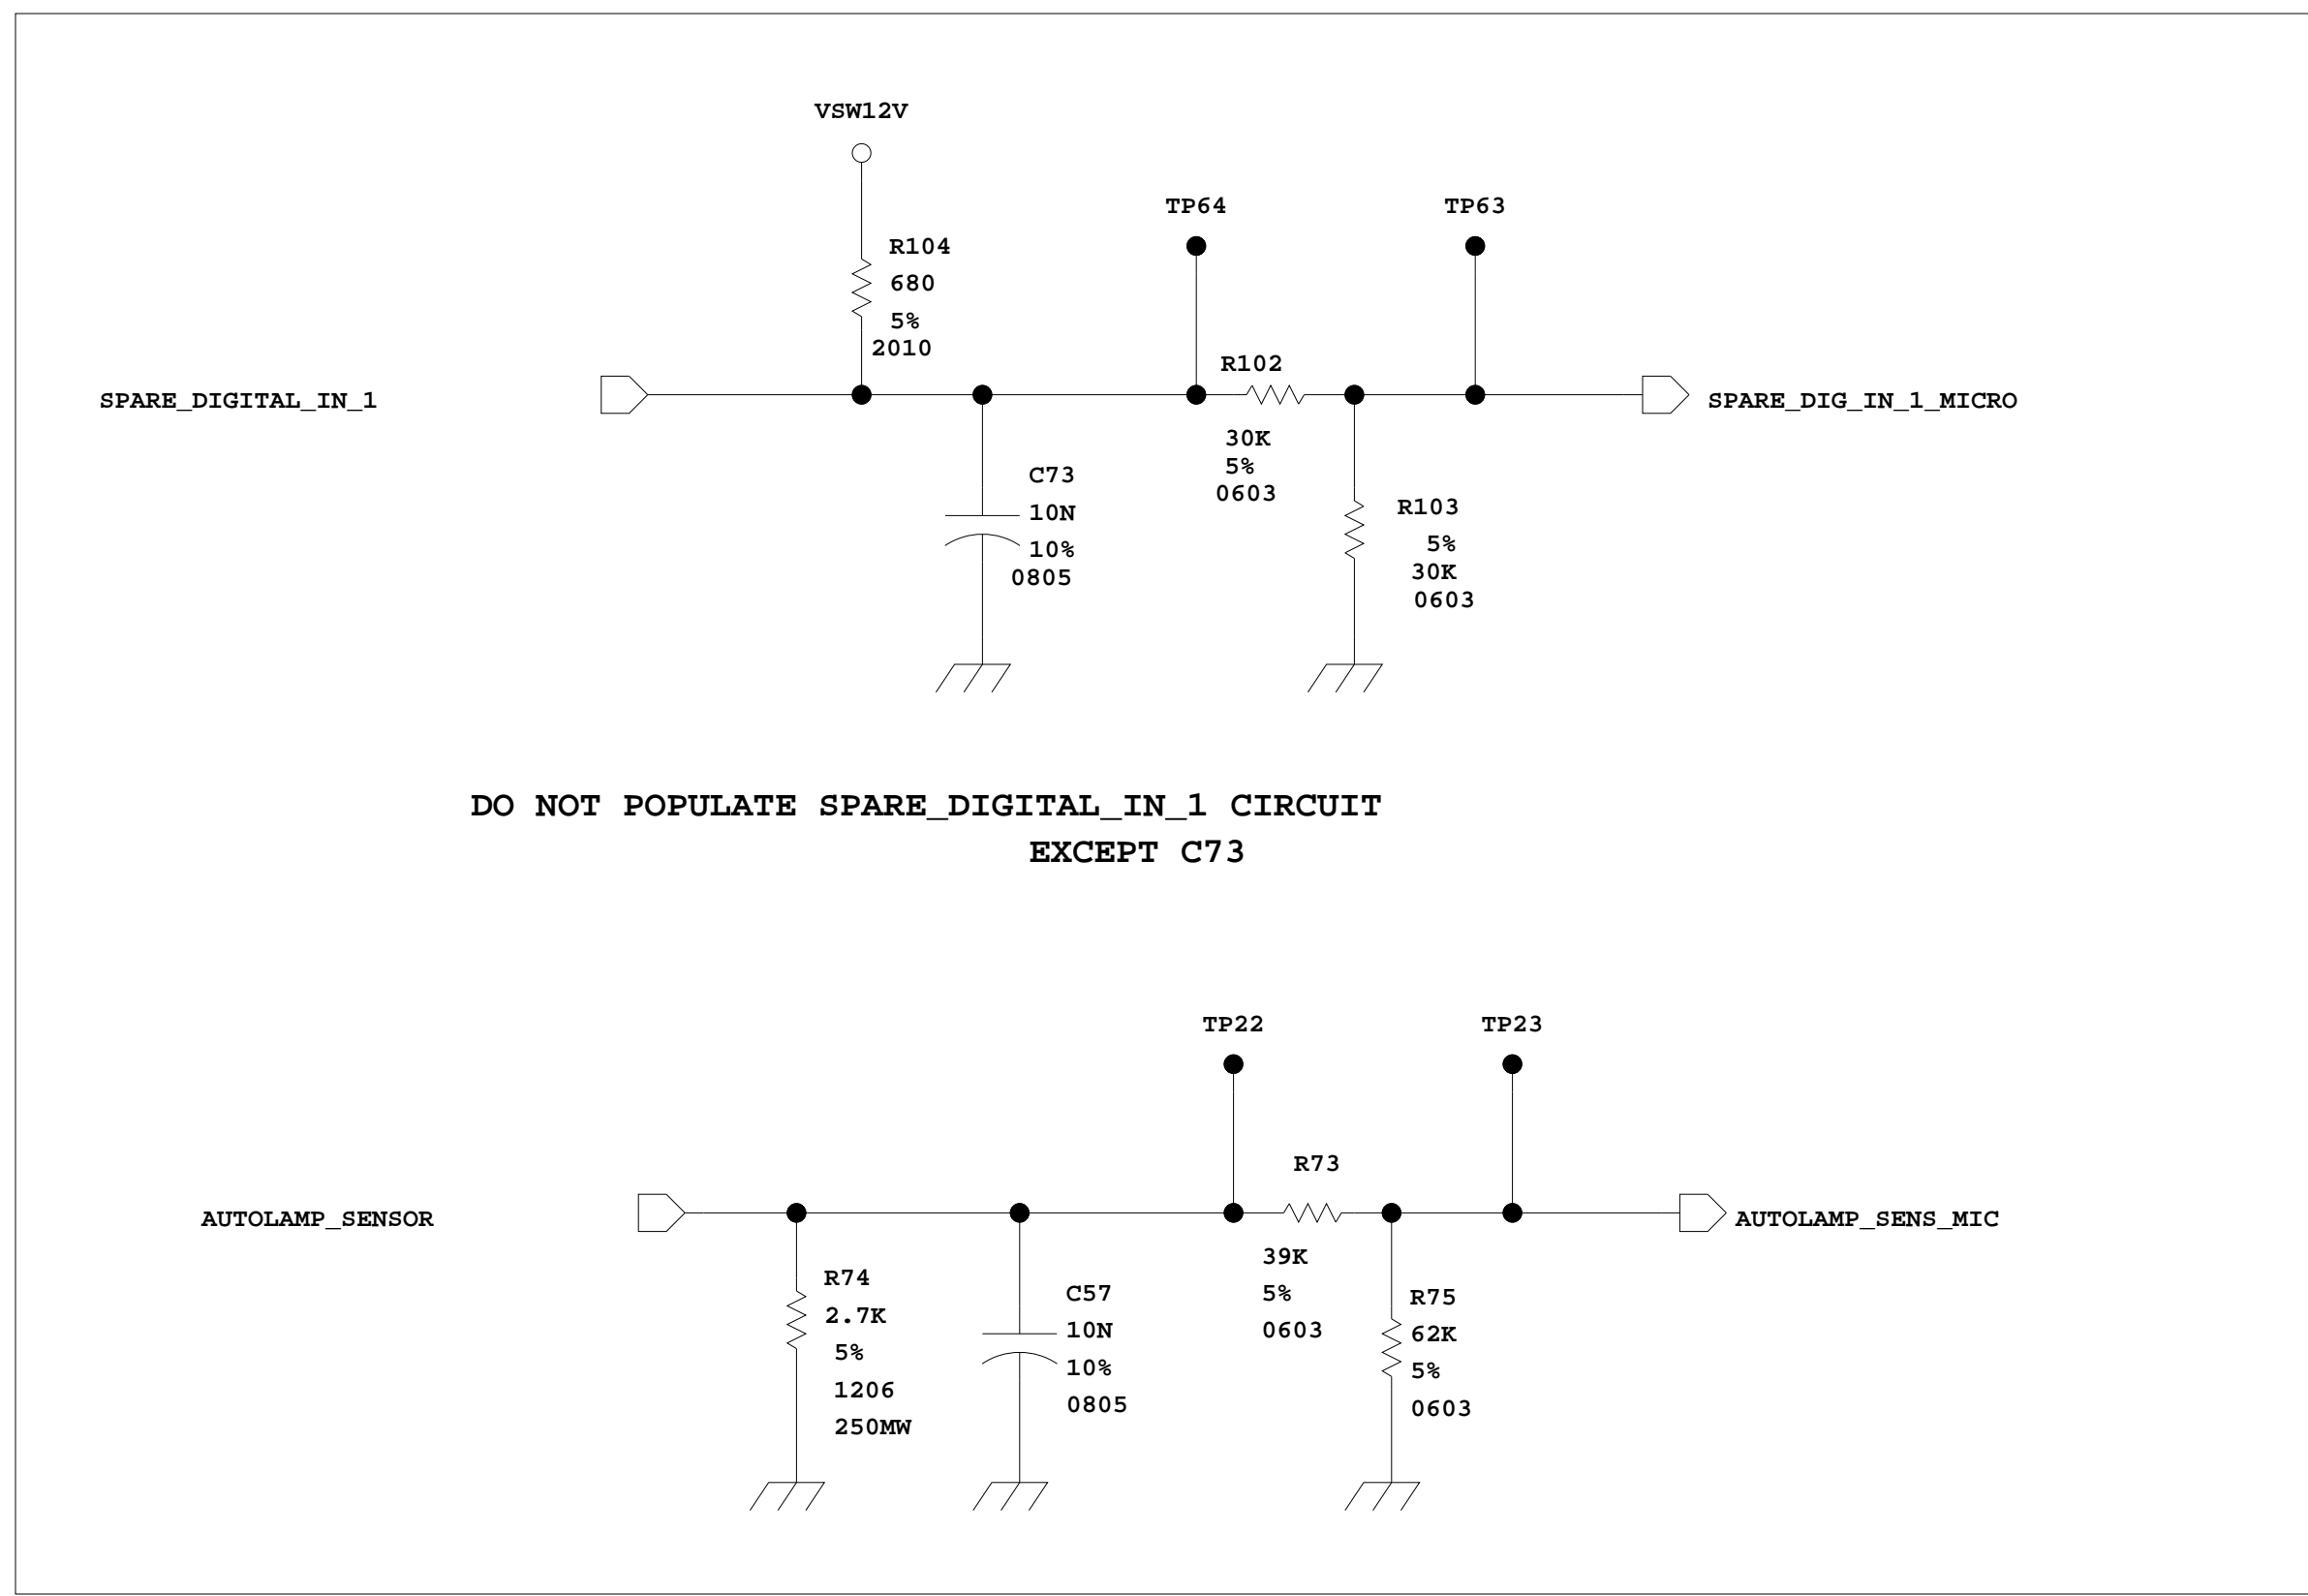 VSW12V
TP64
TP63
R104
680
5%
2010
R102
SPARE_DIGITAL_IN_1
SPARE_DIG_IN_1_MICRO
30K
5%
0603
C73
10N
10%
0805
R103
5%
30K
0603
DO NOT POPULATE SPARE_DIGITAL_IN_1 CIRCUIT
EXCEPT C73
TP22
TP23
R73
AUTOLAMP_SENSOR
AUTOLAMP_SENS_MIC
R74
2.7K
5%
1206
250MW
C57
10N
10%
0805
39K
5%
0603
R75
62K
5%
0603